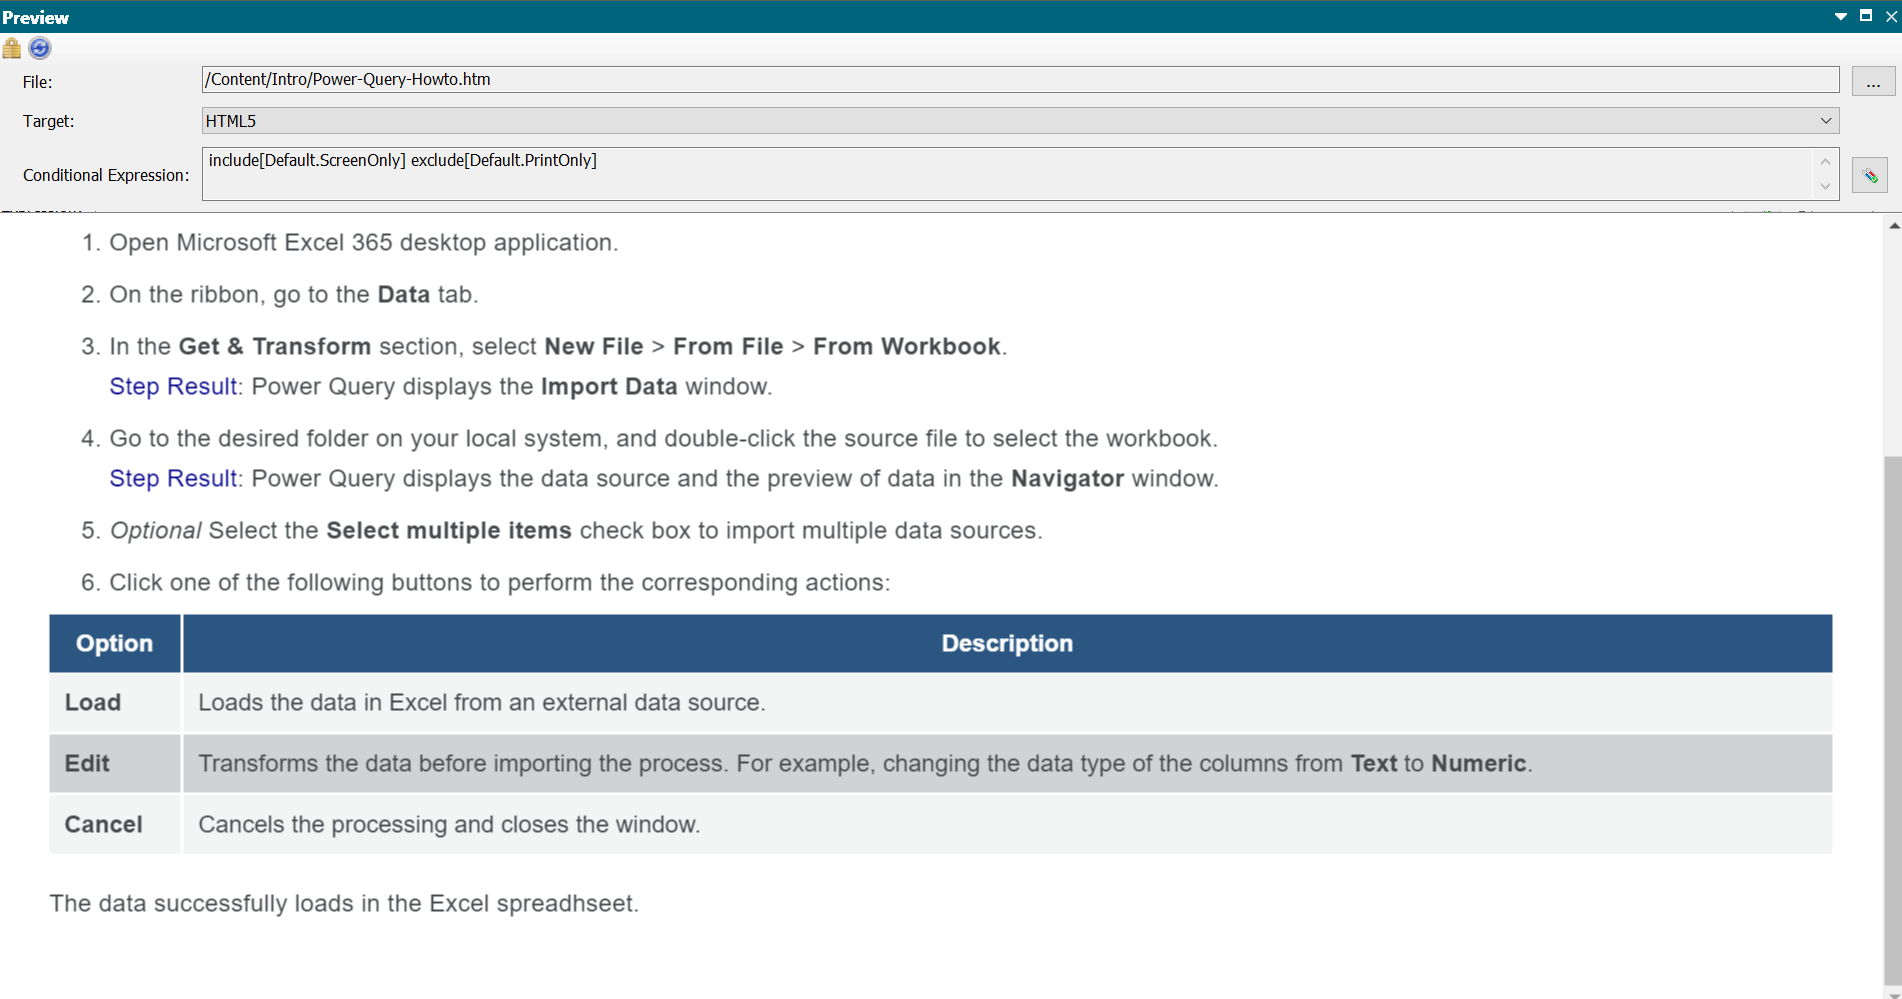 Preview
File:
/Content/Intro/Power-Query-Howto.htm
...
Target:
HTML5
Conditional Expression:
include[Default.ScreenOnly] exclude[Default.PrintOnly]
1. Open Microsoft Excel 365 desktop application.
2. On the ribbon, go to the Data tab.
3. In the Get & Transform section, select New File > From File > From Workbook.
Step Result: Power Query displays the Import Data window.
4. Go to the desired folder on your local system, and double-click the source file to select the workbook.
Step Result: Power Query displays the data source and the preview of data in the Navigator window.
5. Optional Select the Select multiple items check box to import multiple data sources.
6. Click one of the following buttons to perform the corresponding actions:
Option Description
Load Loads the data in Excel from an external data source.
Edit Transforms the data before importing the process. For example, changing the data type of the columns from Text to Numeric.
Cancel Cancels the processing and closes the window.
The data successfully loads in the Excel spreadhseet.